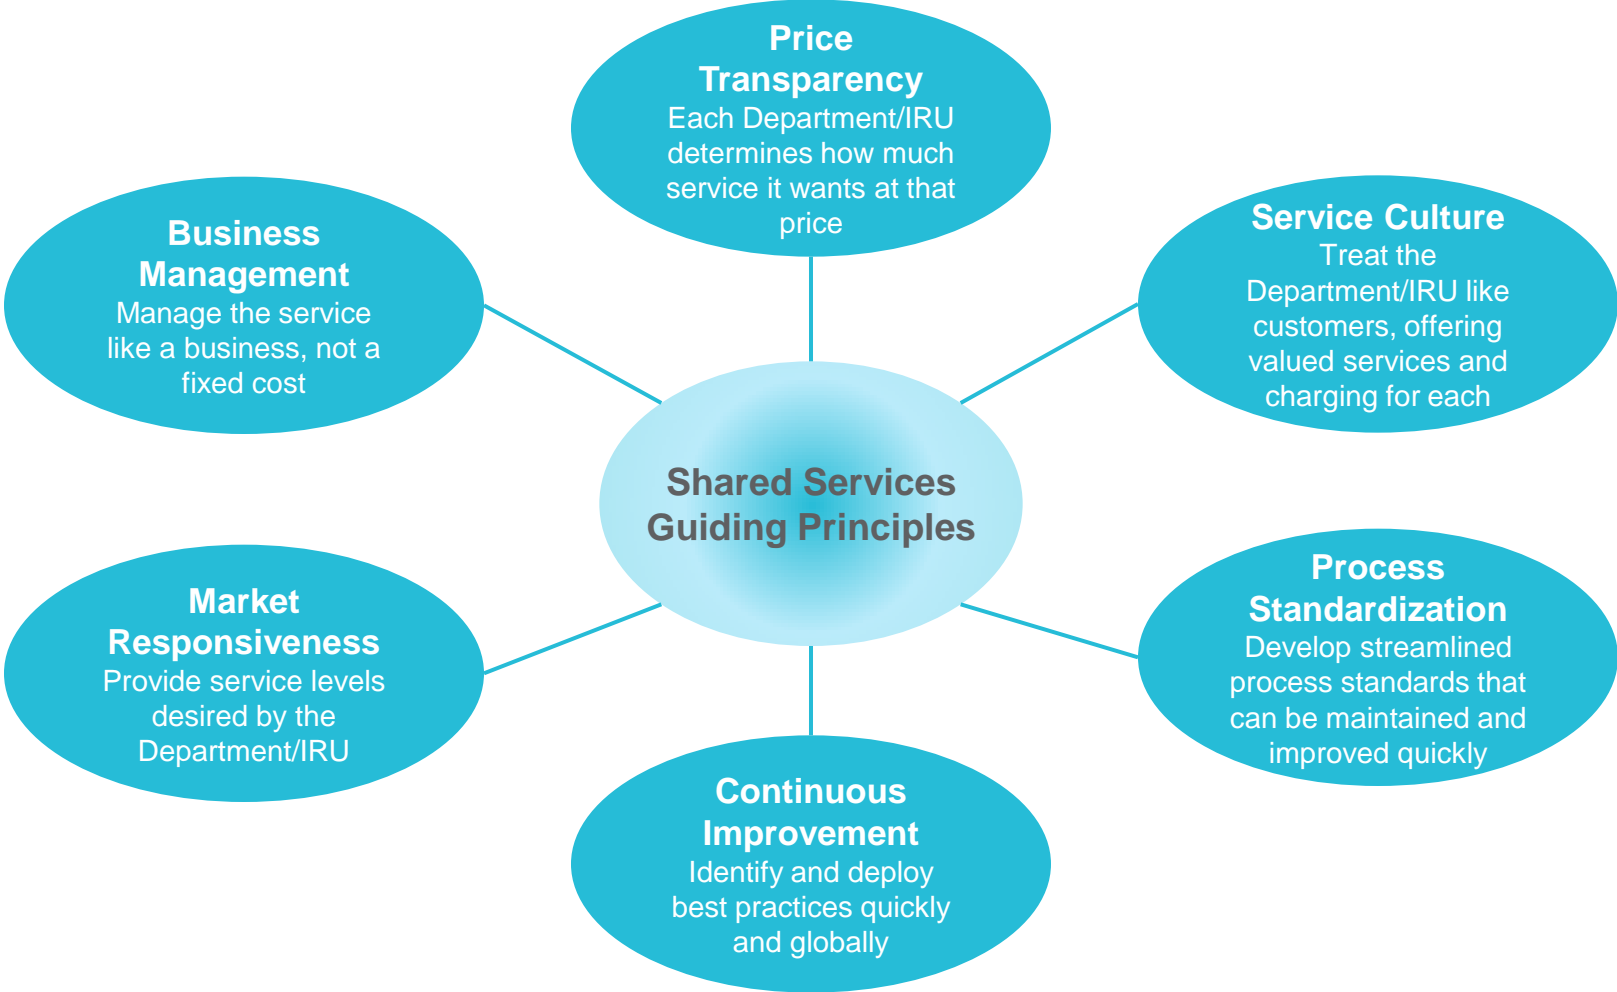 Price
Transparency
Each Department/IRU
determines how much
service it wants at that
price
Service Culture
Treat the
Department/IRU like
customers, offering
valued services and
charging for each
Process
Standardization
Develop streamlined
process standards that
can be maintained and
improved quickly
Continuous
Improvement
Identify and deploy
best practices quickly
and globally
Market
Responsiveness
Provide service levels
desired by the
Department/IRU
Business
Management
Manage the service
like a business, not a
fixed cost
Shared Services
Guiding Principles